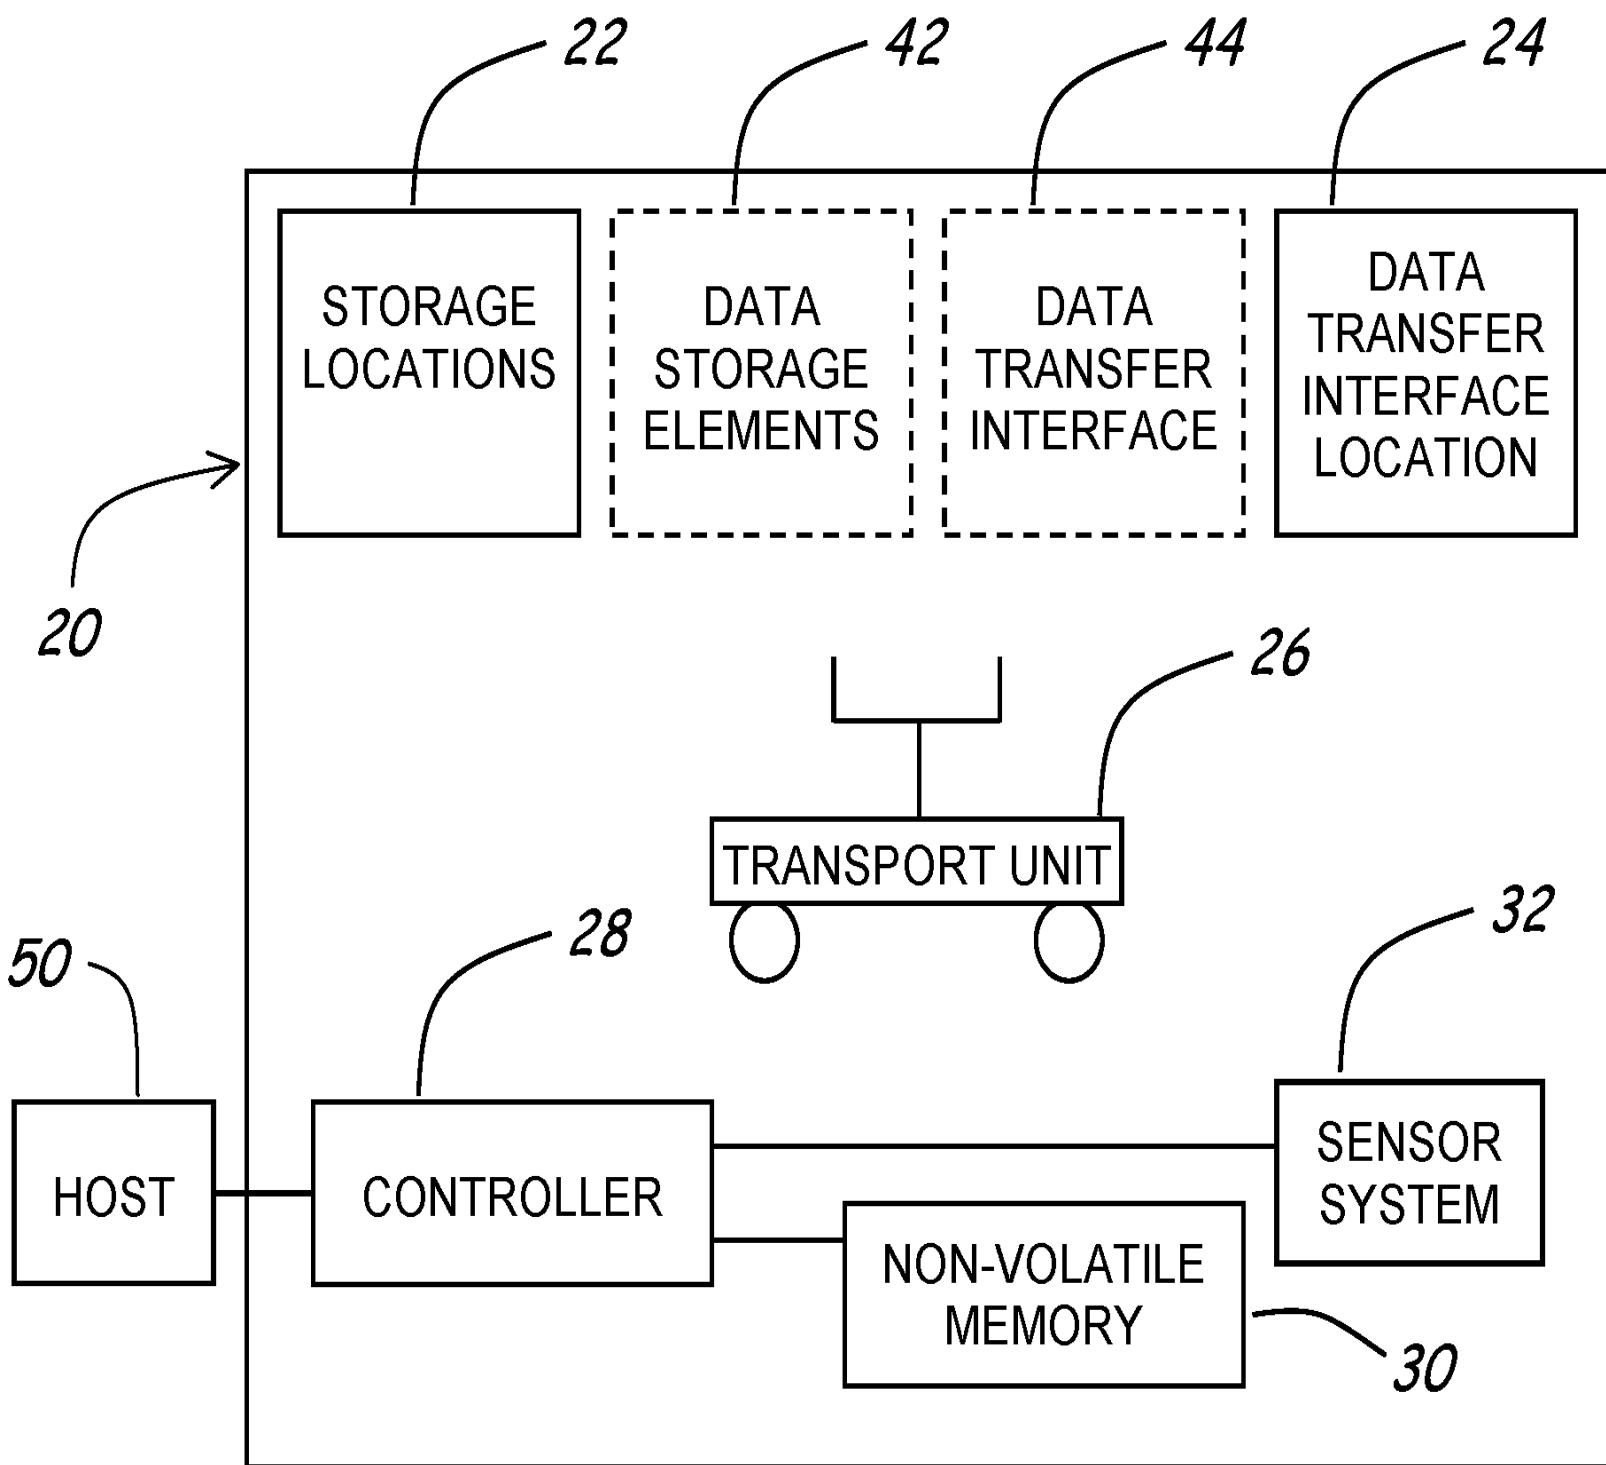 22
42
44
24
STORAGE
LOCATIONS
DATA
STORAGE
ELEMENTS
DATA
TRANSFER
INTERFACE
DATA
TRANSFER
INTERFACE
LOCATION
20
26
TRANSPORT UNIT
28
32
50
HOST
CONTROLLER
SENSOR
SYSTEM
NON-VOLATILE
MEMORY
30